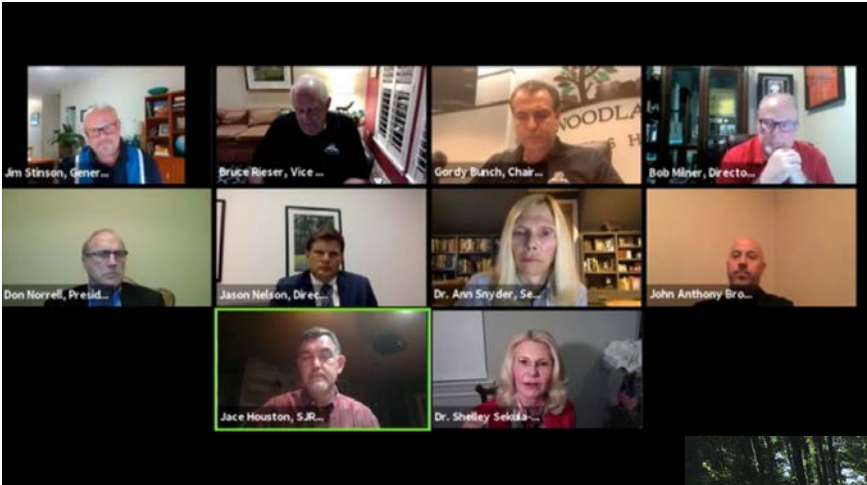 WOODLA
S H
Jim Stinson, Gener...
Bruce Rieser, Vice ...
Gordy Bunch, Chair...
Bob Milner, Directo...
Don Norrell, Presid...
Jason Nelson, Direc...
Dr. Ann Snyder, Se...
John Anthony Bro...
Jace Houston, SJR...
Dr. Shelley Sekula-...